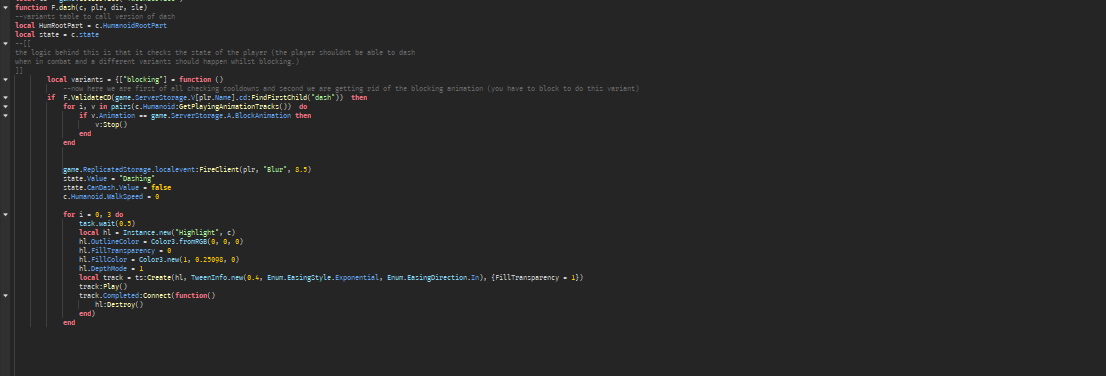 function F.dash(c, plr, dir, sle)
--variants table to call version of dash
local HumRootPart = c.HumanoidRootPart
local state = c.state
--[[
the logic behind this is that it checks the state of the player (the player shouldnt be able to dash
when in combat and a different variants should happen whilst blocking.)
]]
local variants = {["blocking"] = function ()
--now here we are first of all checking cooldowns and second we are getting rid of the blocking animation (you have to block to do this variant)
if F.ValidateCD(game.ServerStorage.V[plr.Name].cd:FindFirstChild("dash")) then
for i, v in pairs(c.Humanoid:GetPlayingAnimationTracks()) do
if v.Animation == game.ServerStorage.A.BlockAnimation then
v:Stop()
end
end
game.ReplicatedStorage.localevent:FireClient(plr, "Blur", 8.5)
state.Value = "Dashing"
state.CanDash.Value = false
c.Humanoid.WalkSpeed = 0
for i = 0, 3 do
task.wait(0.5)
local hl = Instance.new("Highlight", c)
hl.OutlineColor = Color3.fromRGB(0, 0, 0)
hl.FillTransparency = 0
hl.FillColor = Color3.new(1, 0.25098, 0)
hl.DepthMode = 1
local track = ts:Create(hl, TweenInfo.new(0.4, Enum.EasingStyle.Exponential, Enum.EasingDirection.In), {FillTransparency = 1})
track:Play()
track.Completed:Connect(function()
hl:Destroy()
end)
end